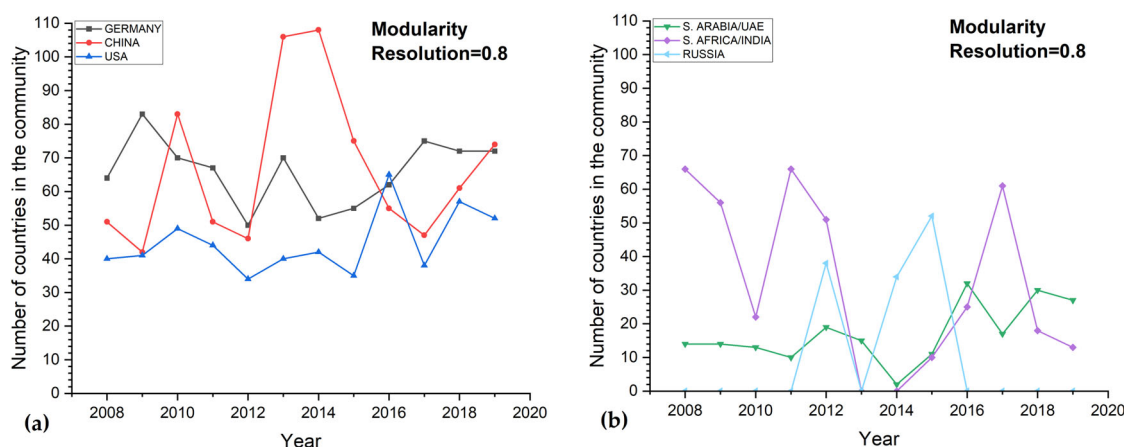 110
100
90
80
70
60
50
40
30
20
10
0
Number of countries in the community
GERMANY
CHINA
USA
Modularity
Resolution=0.8
2008
2010
2012
2014
2016
2018
2020
Year
(a)
110
100
90
80
70
60
50
40
30
20
10
0
Number of countries in the community
S. ARABIA/UAE
S. AFRICA/INDIA
RUSSIA
Modularity
Resolution=0.8
2008
2010
2012
2014
2016
2018
2020
Year
(b)